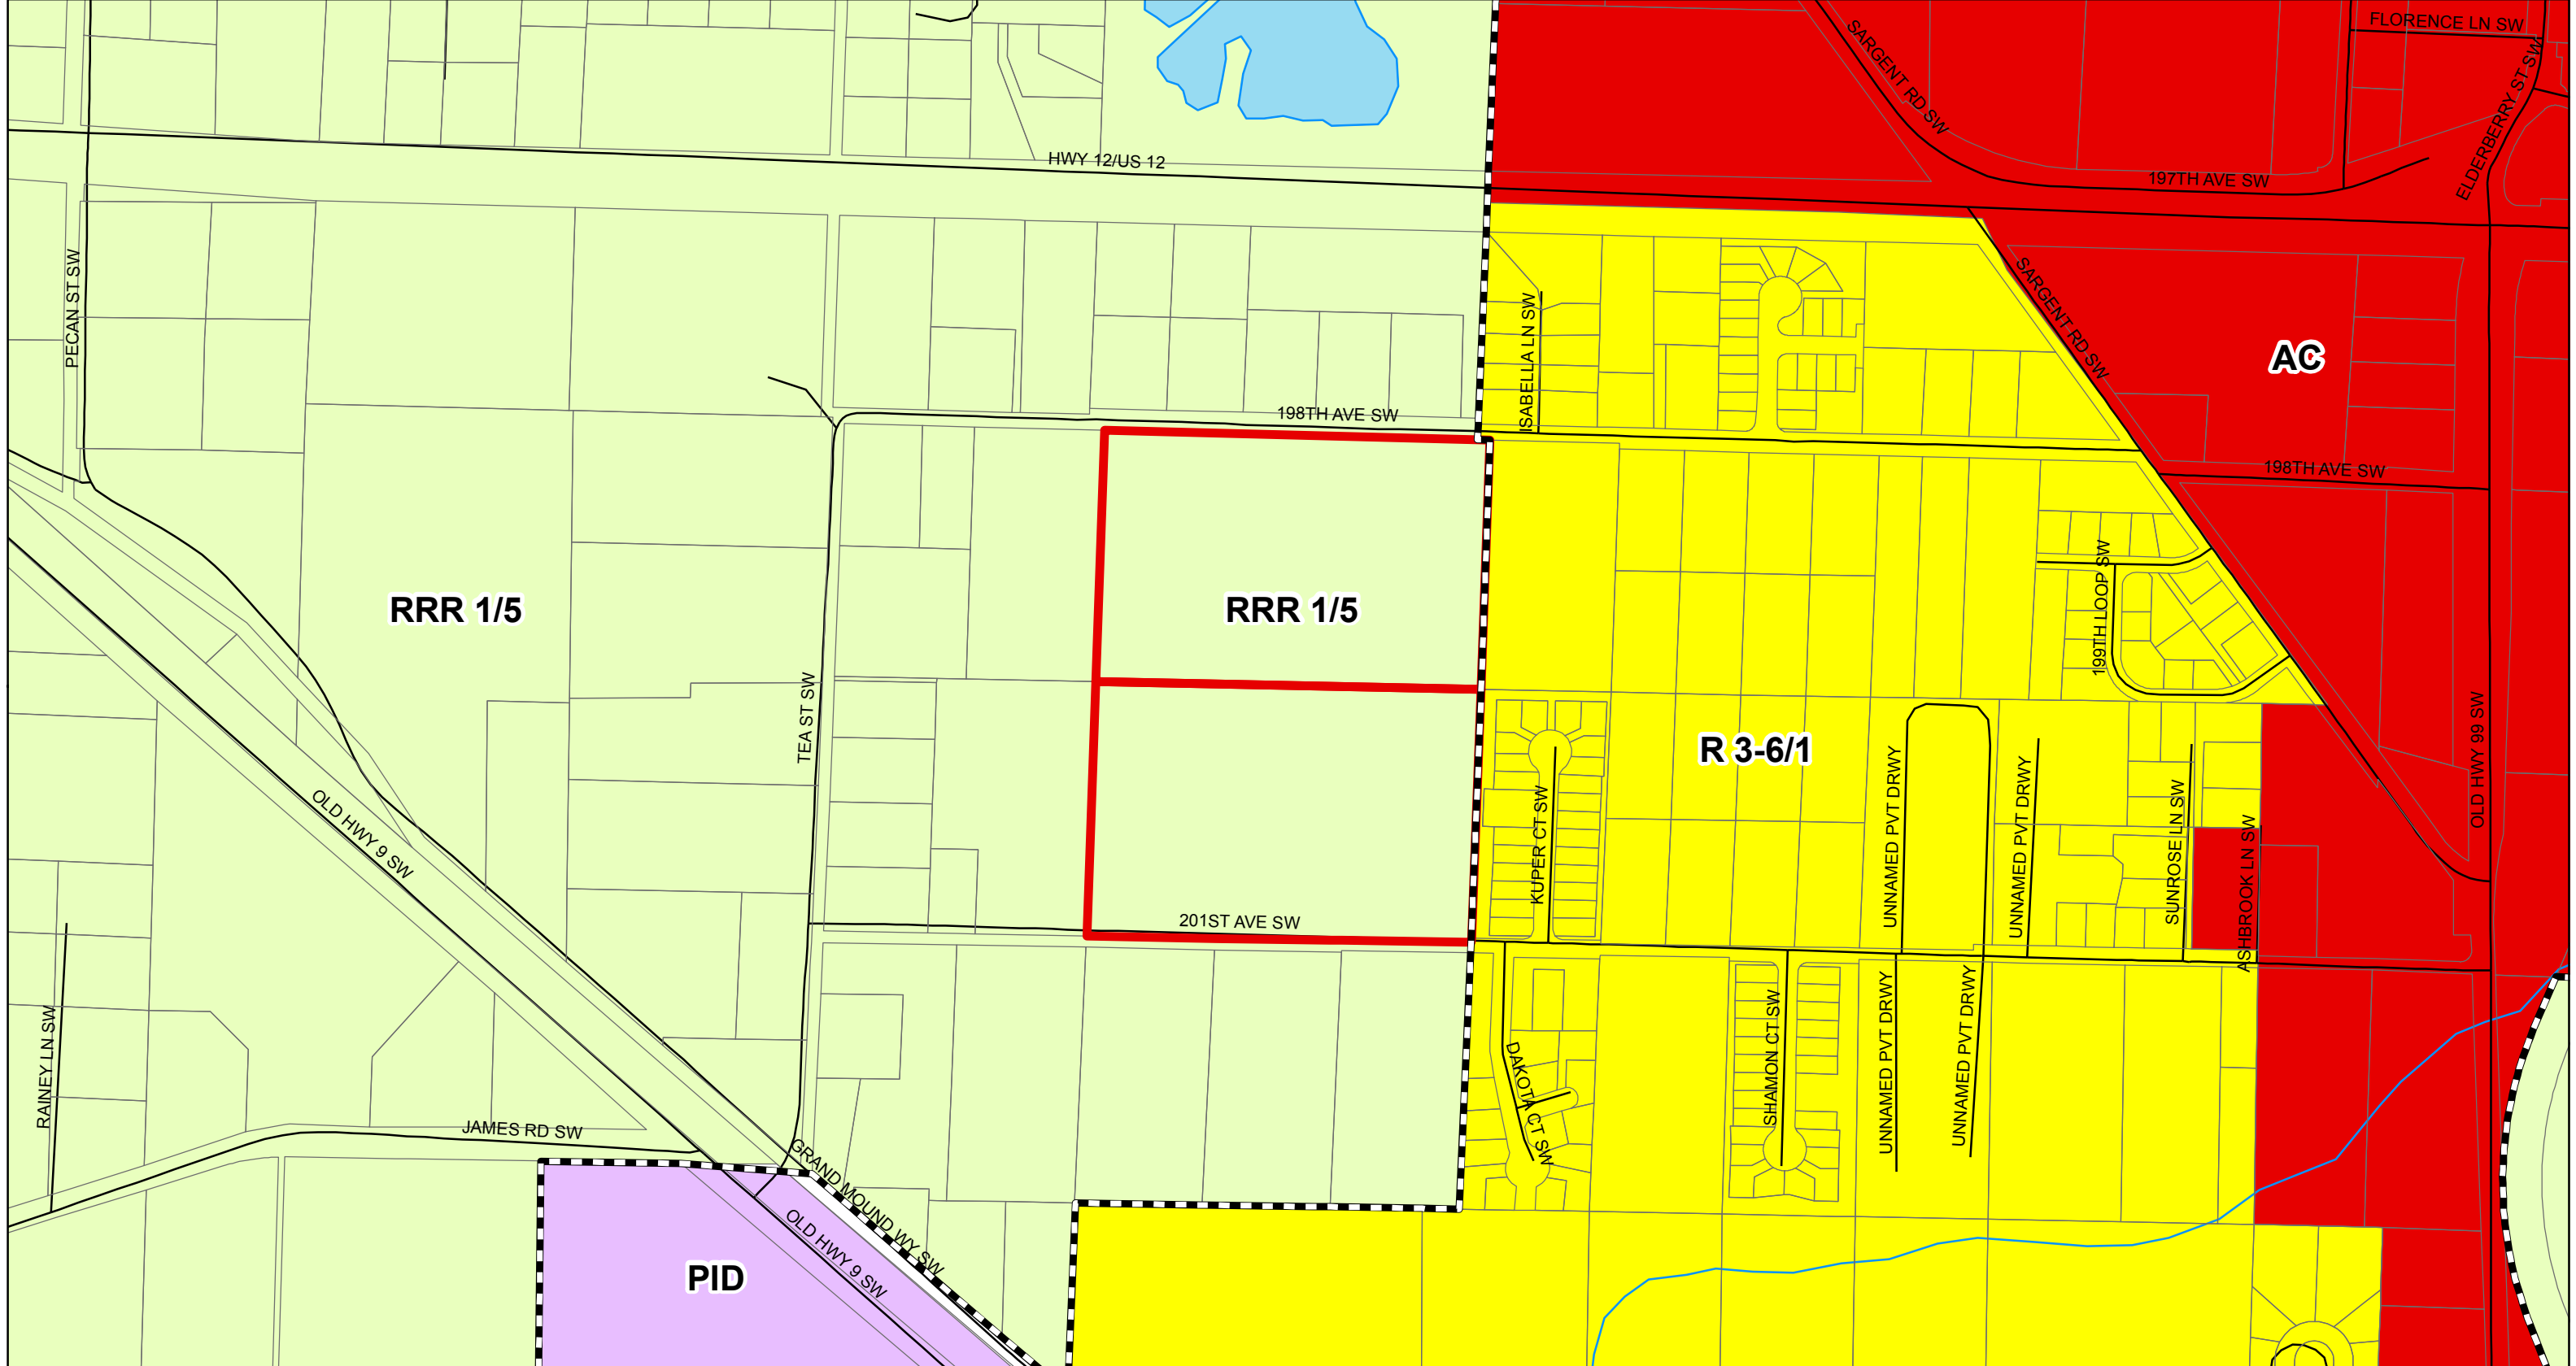 FLORENCE LN SW
SARGENT RD SW
ELDERBERRY ST SW
HWY 12/US 12
197TH AVE SW
PECAN ST SW
ISABELLA LN SW
SARGENT RD SW
AC
198TH AVE SW
198TH AVE SW
RRR 1/5
RRR 1/5
199TH LOOP SW
TEA ST SW
R 3-6/1
OLD HWY 99 SW
OLD HWY 9 SW
KUPER CT SW
UNNAMED PVT DRWY
UNNAMED PVT DRWY
SUNROSE LN SW
ASHBROOK LN SW
201ST AVE SW
RAINEY LN SW
DAKOTA CT SW
SHAMON CT SW
UNNAMED PVT DRWY
UNNAMED PVT DRWY
JAMES RD SW
GRAND MOUND WY SW
OLD HWY 9 SW
PID